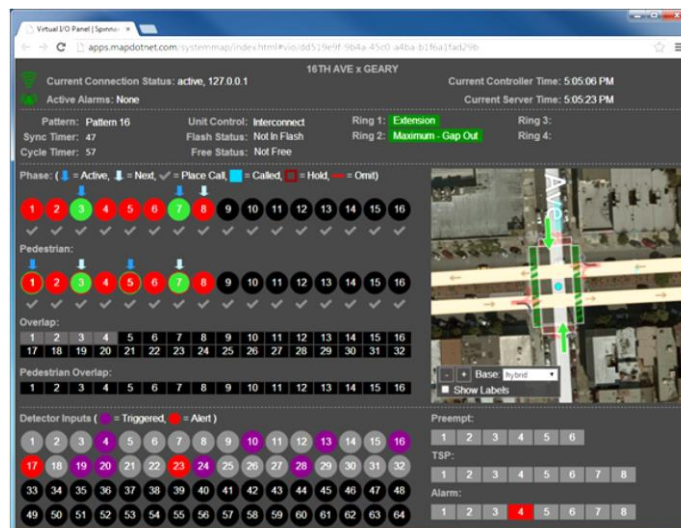 Virtual I/O Panel | Spinna
apps.mapdotnet.com/systemmap/index.html#vio/dd519e9f-9b4a-45c0-a4ba-b1f6a1fad29b
16TH AVE x GEARY
Current Connection Status: active, 127.0.0.1 Current Controller Time: 5:05:06 PM
Active Alarms: None Current Server Time: 5:05:23 PM
Pattern: Pattern 16 Unit Control: Interconnect Ring 1: Extension Ring 3:
Sync Timer: 47 Flash Status: Not In Flash Ring 2: Maximum - Gap Out Ring 4:
Cycle Timer: 57 Free Status: Not Free
Phase: ( = Active, = Next, = Place Call, = Called, = Hold, = Omit)
1 2 3 4 5 6 7 8 9 10 11 12 13 14 15 16
Pedestrian:
1 2 3 4 5 6 7 8 9 10 11 12 13 14 15 16
Overlap:
1 2 3 4 5 6 7 8 9 10 11 12 13 14 15 16
17 18 19 20 21 22 23 24 25 26 27 28 29 30 31 32
Pedestrian Overlap:
1 2 3 4 5 6 7 8 9 10 11 12 13 14 15 16
Ave
- + Base: hybrid
Show Labels
Detector Inputs ( = Triggered, = Alert )
1 2 3 4 5 6 7 8 9 10 11 12 13 14 15 16
17 18 19 20 21 22 23 24 25 26 27 28 29 30 31 32
33 34 35 36 37 38 39 40 41 42 43 44 45 46 47 48
49 50 51 52 53 54 55 56 57 58 59 60 61 62 63 64
Preempt:
1 2 3 4 5 6
TSP:
1 2 3 4 5 6 7 8
Alarm:
1 2 3 4 5 6 7 8